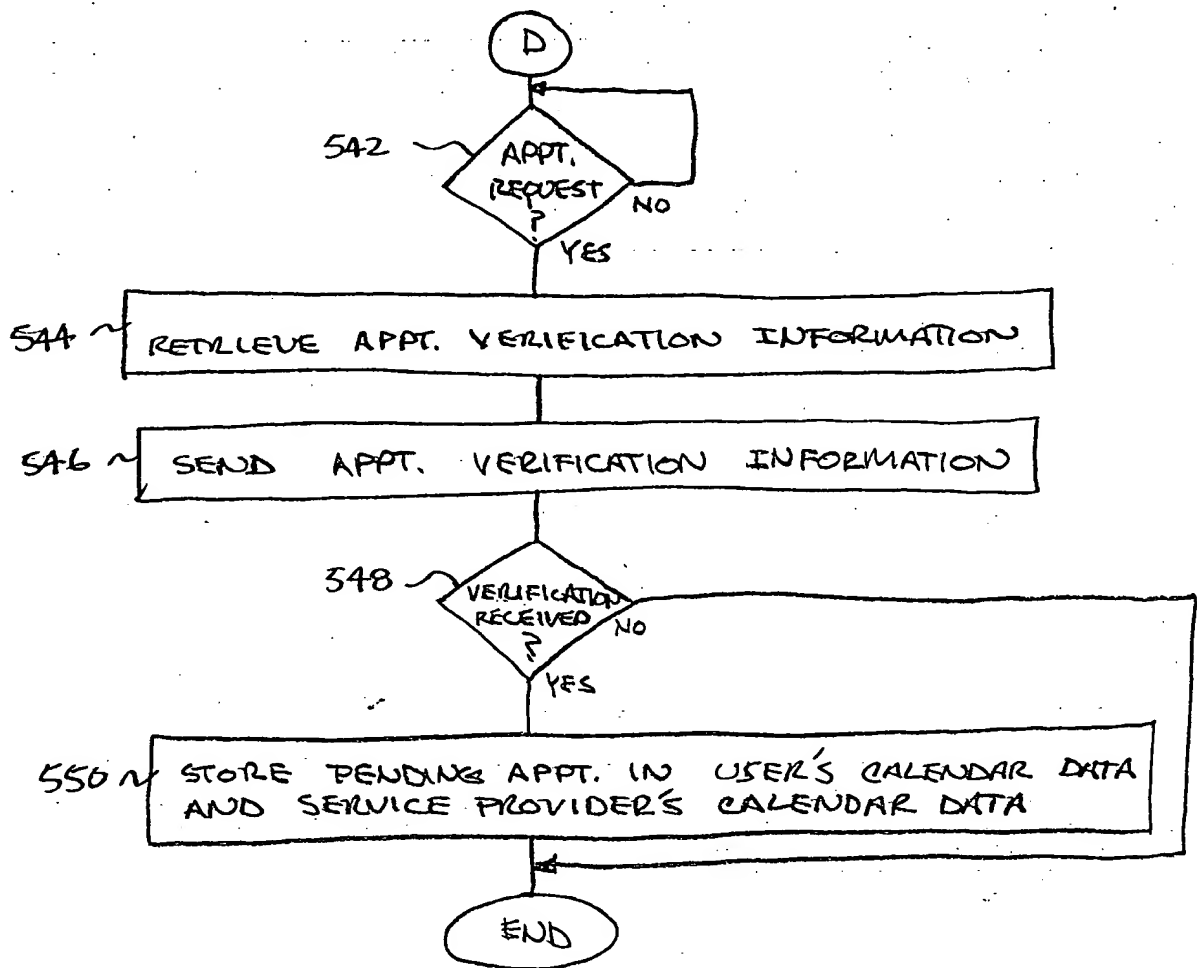 D
542
APPT.
REQUEST
?
NO
YES
544
RETRIEVE APPT. VERIFICATION INFORMATION
546
SEND APPT. VERIFICATION INFORMATION
548
VERIFICATION
RECEIVED
?
NO
YES
550
STORE PENDING APPT. IN USER'S CALENDAR DATA
AND SERVICE PROVIDER'S CALENDAR DATA
END